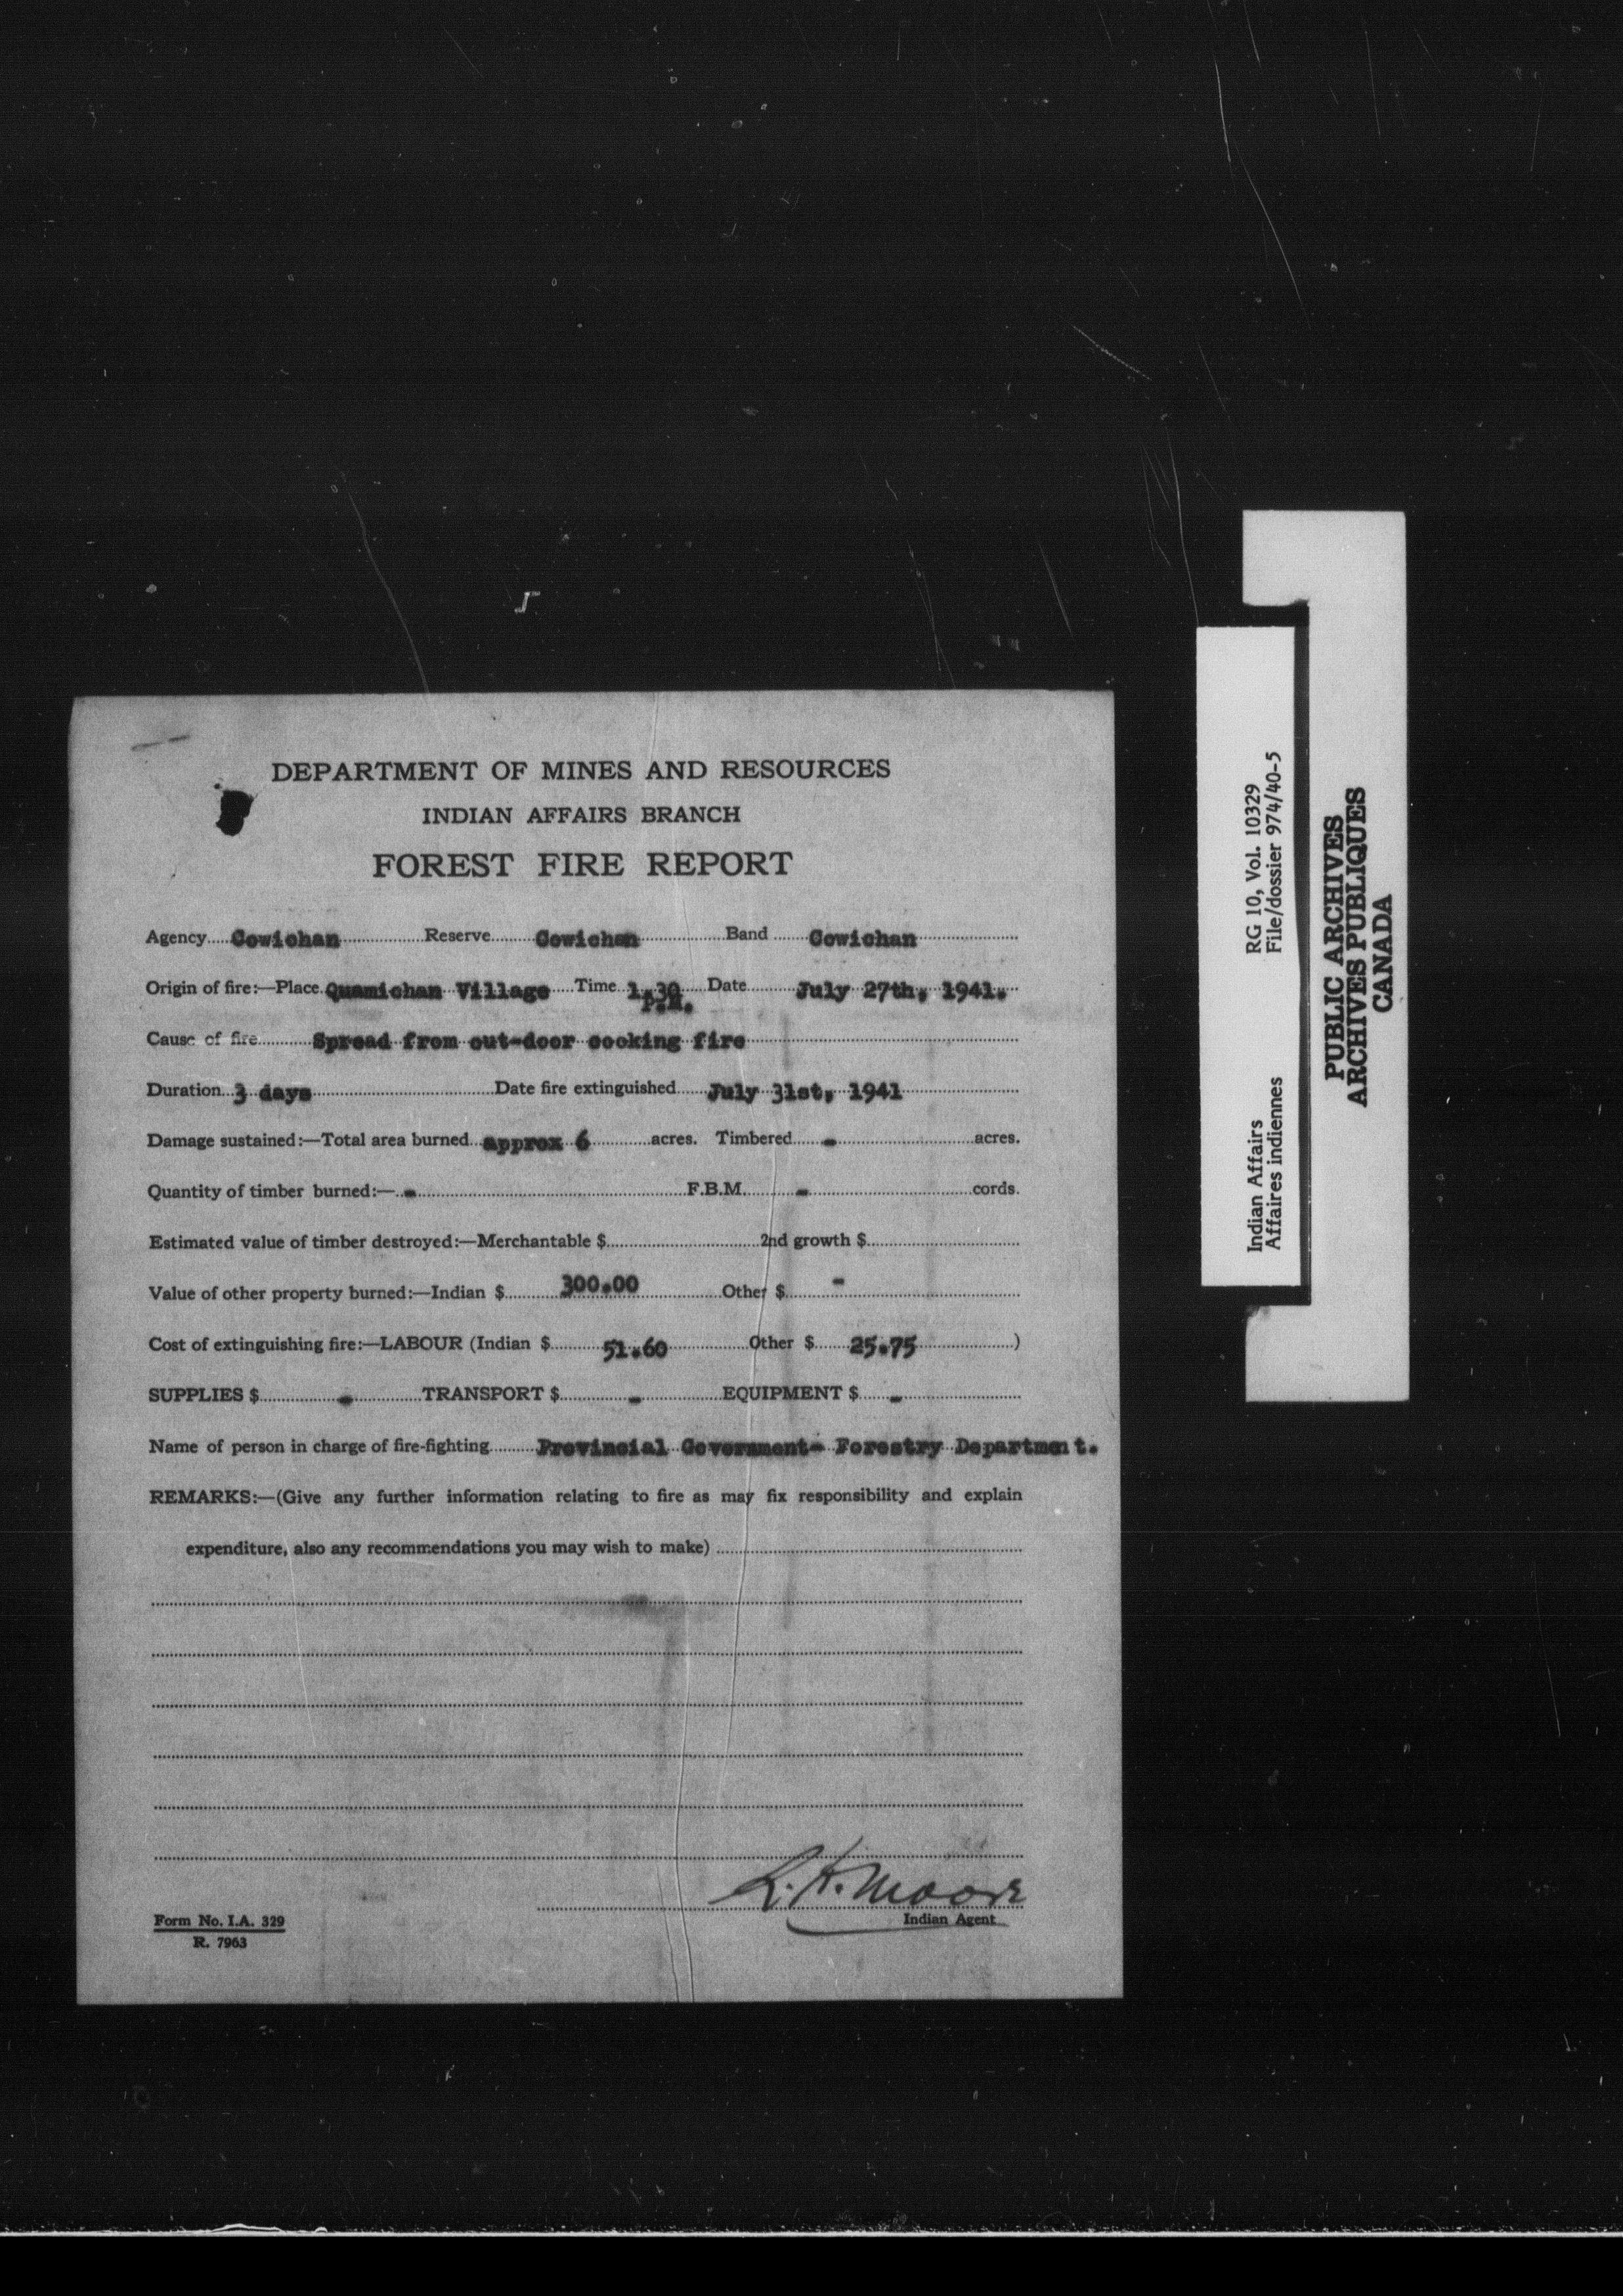 DEPARTMENT OF MINES AND RESOURCES
INDIAN AFFAIRS BRANCH
FOREST FIRE REPORT
Agency Cowichan Reserve Cowichan Band Cowichan
Origin of fire:—Place Quamichan Village Time 1.30 P.M. Date July 27th, 1941.
Cause of fire Spread from out-door cooking fire
Duration 3 days Date fire extinguished July 31st, 1941
Damage sustained:—Total area burned approx 6 acres. Timbered - acres.
Quantity of timber burned:— - F.B.M. - cords.
Estimated value of timber destroyed:—Merchantable $ 2nd growth $
Value of other property burned:—Indian $ 300.00 Other $ -
Cost of extinguishing fire:—LABOUR (Indian $ 51.60 Other $ 25.75 )
SUPPLIES $ - TRANSPORT $ - EQUIPMENT $ -
Name of person in charge of fire-fighting Provincial Government- Forestry Department.
REMARKS:—(Give any further information relating to fire as may fix responsibility and explain
expenditure, also any recommendations you may wish to make)
R. H. Moore
Indian Agent
Form No. I.A. 329
R. 7963
Indian Affairs RG 10, Vol. 10329
Affaires indiennes File/dossier 974/40-5
PUBLIC ARCHIVES
ARCHIVES PUBLIQUES
CANADA